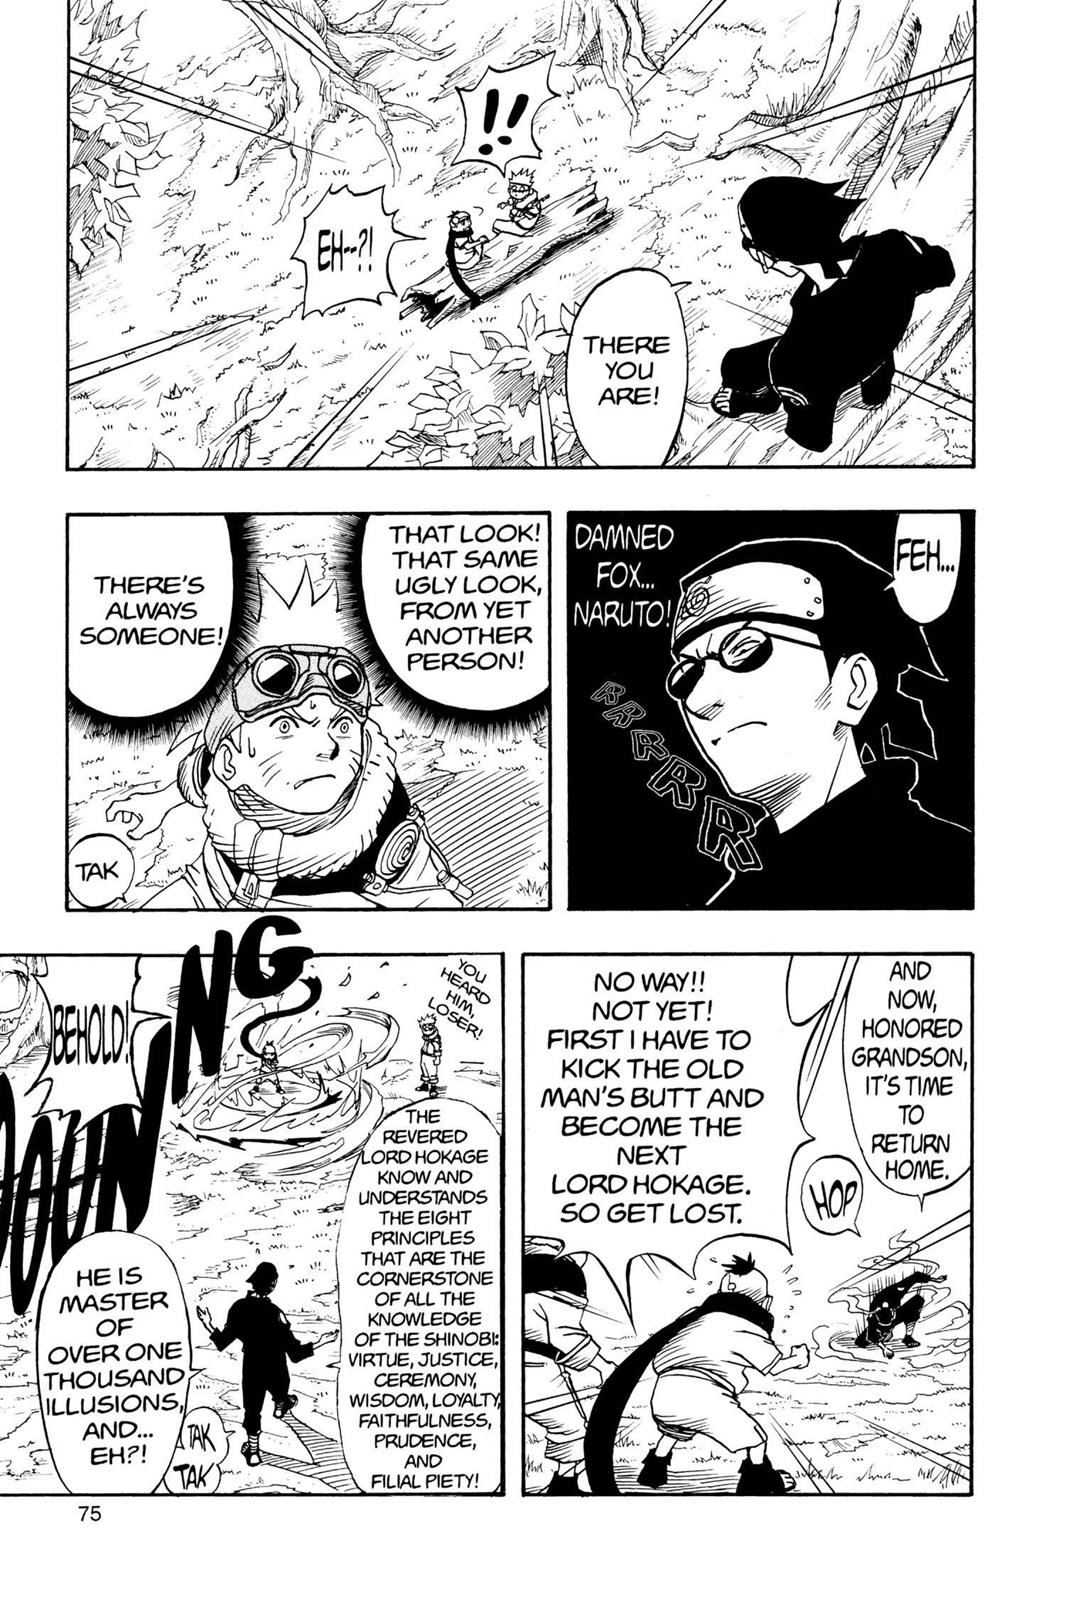 !!
EH--?!
THERE
YOU
ARE!
FEH...
DAMNED
FOX...
NARUTO!
RRRRRR
THAT LOOK!
THAT SAME
UGLY LOOK,
FROM YET
ANOTHER
PERSON!
THERE'S
ALWAYS
SOMEONE!
TAK
AND
NOW,
HONORED
GRANDSON,
IT'S TIME
TO
RETURN
HOME.
HOP
NO WAY!!
NOT YET!
FIRST I HAVE TO
KICK THE OLD
MAN'S BUTT AND
BECOME THE
NEXT
LORD HOKAGE.
SO GET LOST.
YOU
HEARD
HIM,
LOSER!
THE
REVERED
LORD HOKAGE
KNOW AND
UNDERSTANDS
THE EIGHT
PRINCIPLES
THAT ARE THE
CORNERSTONE
OF ALL THE
KNOWLEDGE
OF THE SHINOBI:
VIRTUE, JUSTICE,
CEREMONY,
WISDOM, LOYALTY,
FAITHFULNESS,
PRUDENCE,
AND
FILIAL PIETY!
BEHOLD!
HE IS
MASTER
OF
OVER ONE
THOUSAND
ILLUSIONS,
AND...
EH?!
TAK
TAK
75